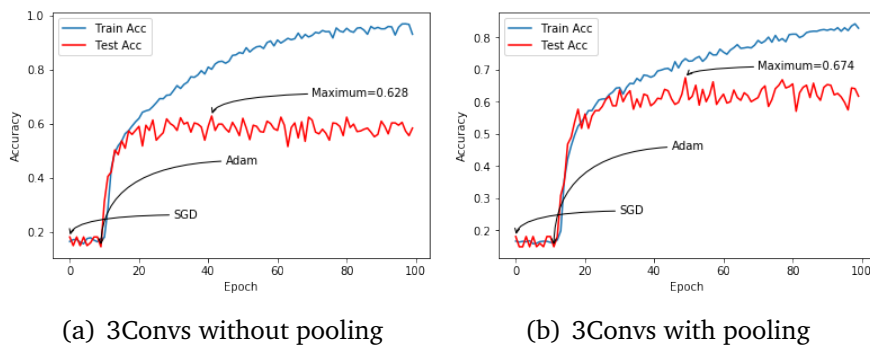 Train Acc
Test Acc
Maximum=0.628
Adam
SGD
1.0
0.8
0.6
0.4
0.2
0
20
40
60
80
100
Accuracy
Epoch
(a) 3Convs without pooling
Train Acc
Test Acc
Maximum=0.674
Adam
SGD
0.8
0.7
0.6
0.5
0.4
0.3
0.2
0
20
40
60
80
100
Accuracy
Epoch
(b) 3Convs with pooling